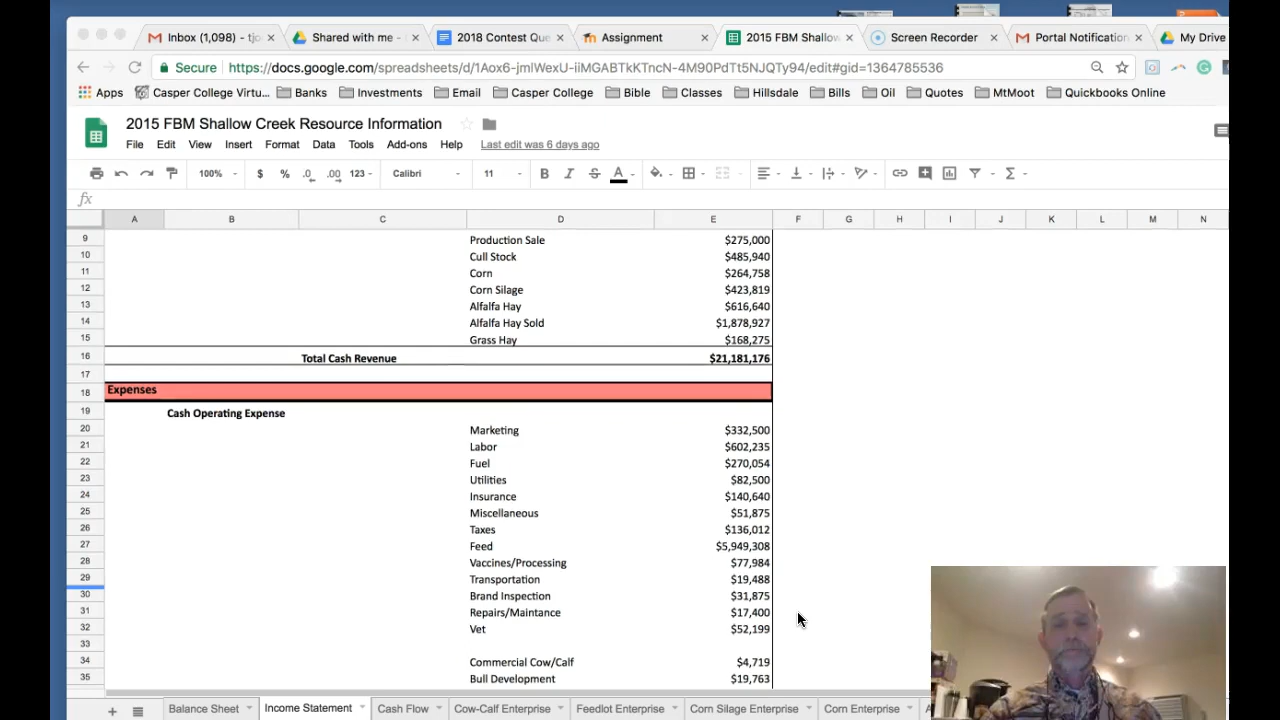 Inbox (1,098) - tjo
Shared with me -
2018 Contest Que
Assignment
2015 FBM Shallow
Screen Recorder
Portal Notification
My Drive
Secure https://docs.google.com/spreadsheets/d/1Aox6-jmlWexU-iiMGABTkKTncN-4M90PdTt5NJQTy94/edit#gid=1364785536
Apps
Casper College Virtu...
Banks
Investments
Email
Casper College
Bible
Classes
Hillsdale
Bills
Oil
Quotes
MtMoot
Quickbooks Online
2015 FBM Shallow Creek Resource Information
File Edit View Insert Format Data Tools Add-ons Help Last edit was 6 days ago
$ % .0 .00 123 100% Calibri 11 B I S A
fx
A B C D E F G H I J K L M N
9 Production Sale $275,000
10 Cull Stock $485,940
11 Corn $264,758
12 Corn Silage $423,819
13 Alfalfa Hay $616,640
14 Alfalfa Hay Sold $1,878,927
15 Grass Hay $168,275
16 Total Cash Revenue $21,181,176
17
18 Expenses
19 Cash Operating Expense
20 Marketing $332,500
21 Labor $602,235
22 Fuel $270,054
23 Utilities $82,500
24 Insurance $140,640
25 Miscellaneous $51,875
26 Taxes $136,012
27 Feed $5,949,308
28 Vaccines/Processing $77,984
29 Transportation $19,488
30 Brand Inspection $31,875
31 Repairs/Maintance $17,400
32 Vet $52,199
33
34 Commercial Cow/Calf $4,719
35 Bull Development $19,763
Balance Sheet
Income Statement
Cash Flow
Cow-Calf Enterprise
Feedlot Enterprise
Corn Silage Enterprise
Corn Enterprise